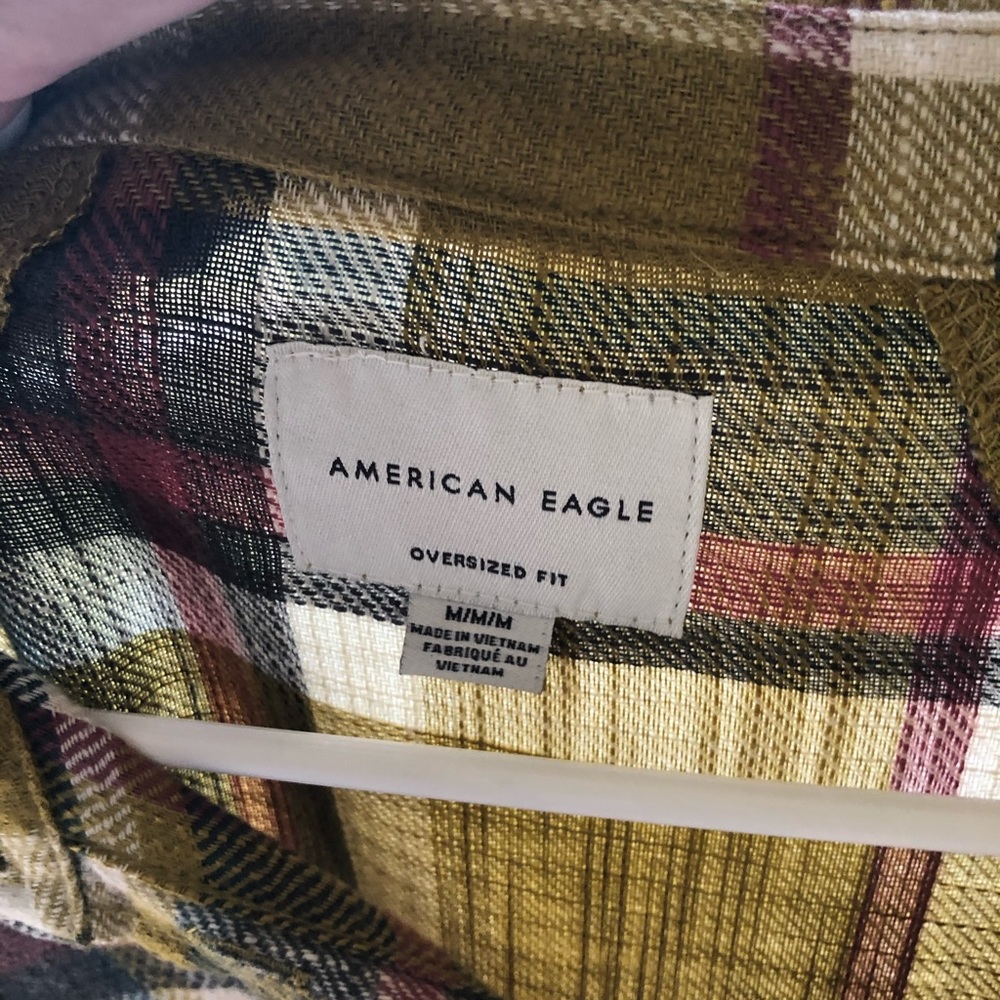 AMERICAN EAGLE
OVERSIZED FIT
M/M/M
MADE IN VIETNAM
FABRIQUÉ AU
VIETNAM